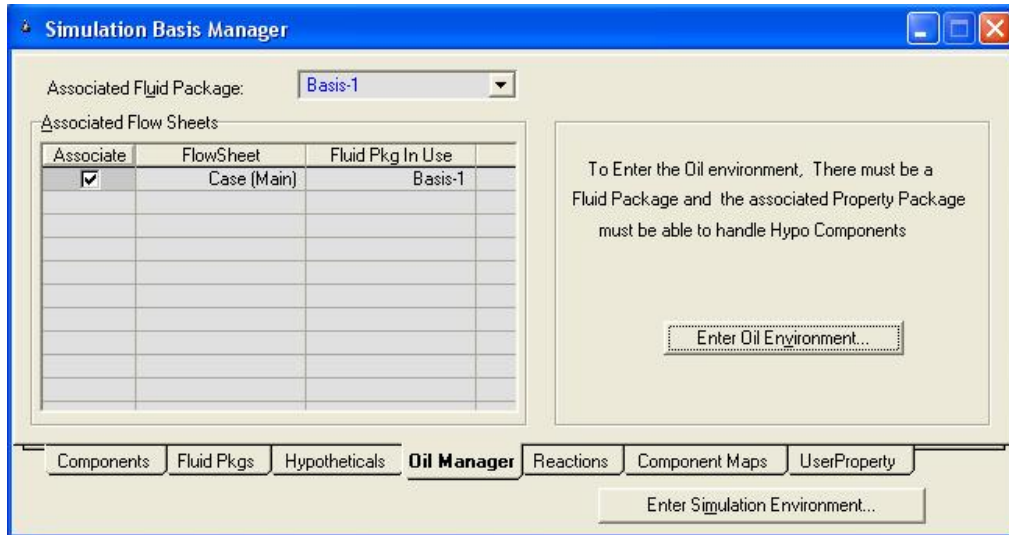 Simulation Basis Manager
Associated Fluid Package: Basis-1
Associated Flow Sheets
Associate FlowSheet Fluid Pkg In Use
Case (Main) Basis-1
To Enter the Oil environment, There must be a
Fluid Package and the associated Property Package
must be able to handle Hypo Components
Enter Oil Environment...
Components Fluid Pkgs Hypotheticals Oil Manager Reactions Component Maps UserProperty
Enter Simulation Environment...